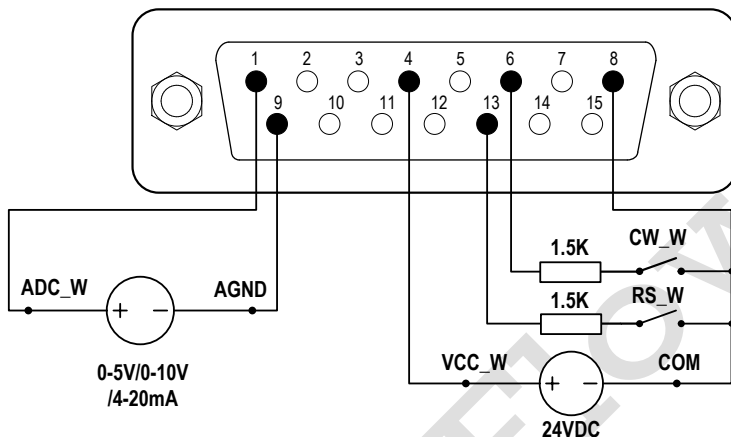 1 2 3 4 5 6 7 8
9 10 11 12 13 14 15
1.5K CW_W
ADC_W AGND 1.5K RS_W
0-5V/0-10V
/4-20mA
VCC_W COM
24VDC
Flow